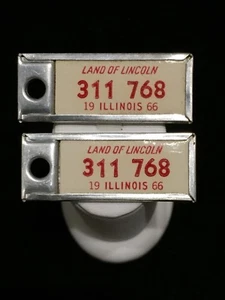 LAND OF LINCOLN
311 768
19 ILLINOIS 66
LAND OF LINCOLN
311 768
19 ILLINOIS 66